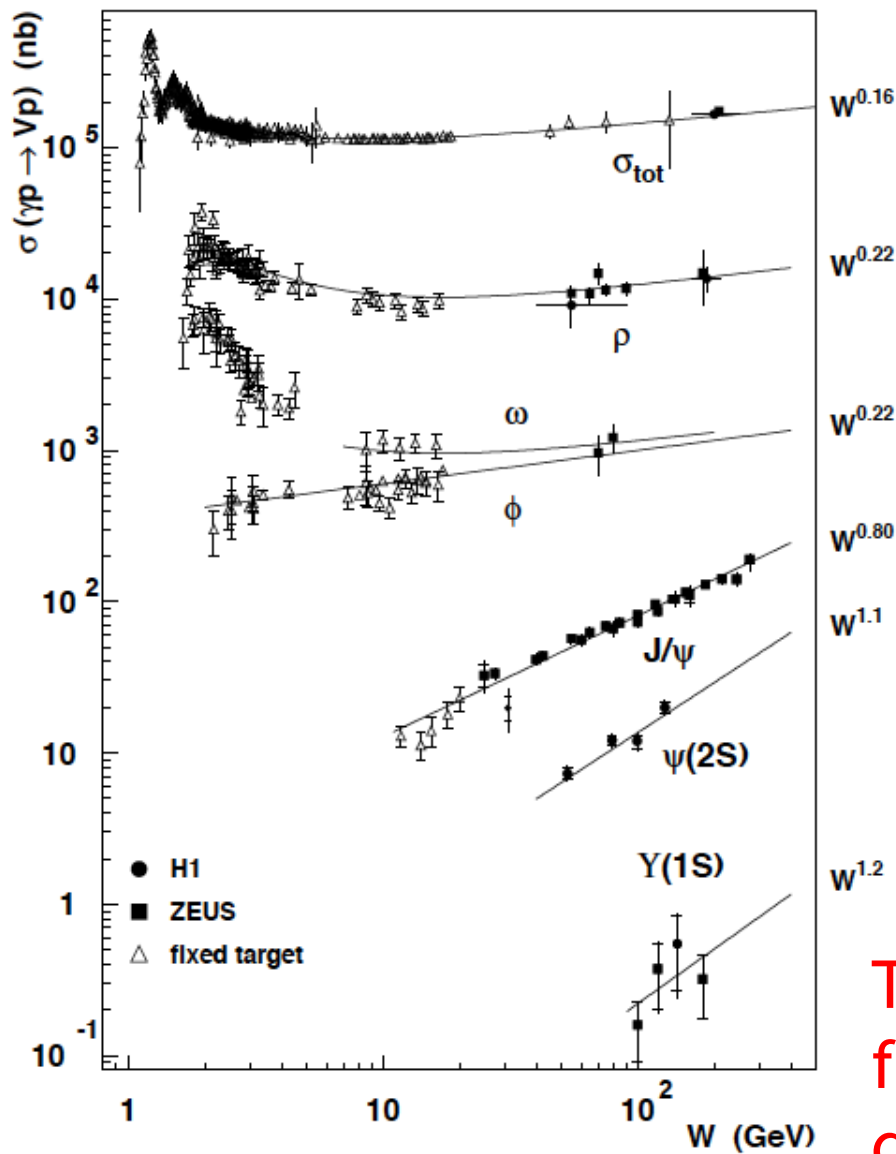 σ (γp → Vp) (nb)
10^5
10^4
10^3
10^2
10
1
10^-1
W^0.16
σ_tot
W^0.22
ρ
ω
W^0.22
φ
W^0.80
J/ψ
W^1.1
ψ(2S)
Υ(1S)
W^1.2
H1
ZEUS
fixed target
1
10
10^2
W (GeV)